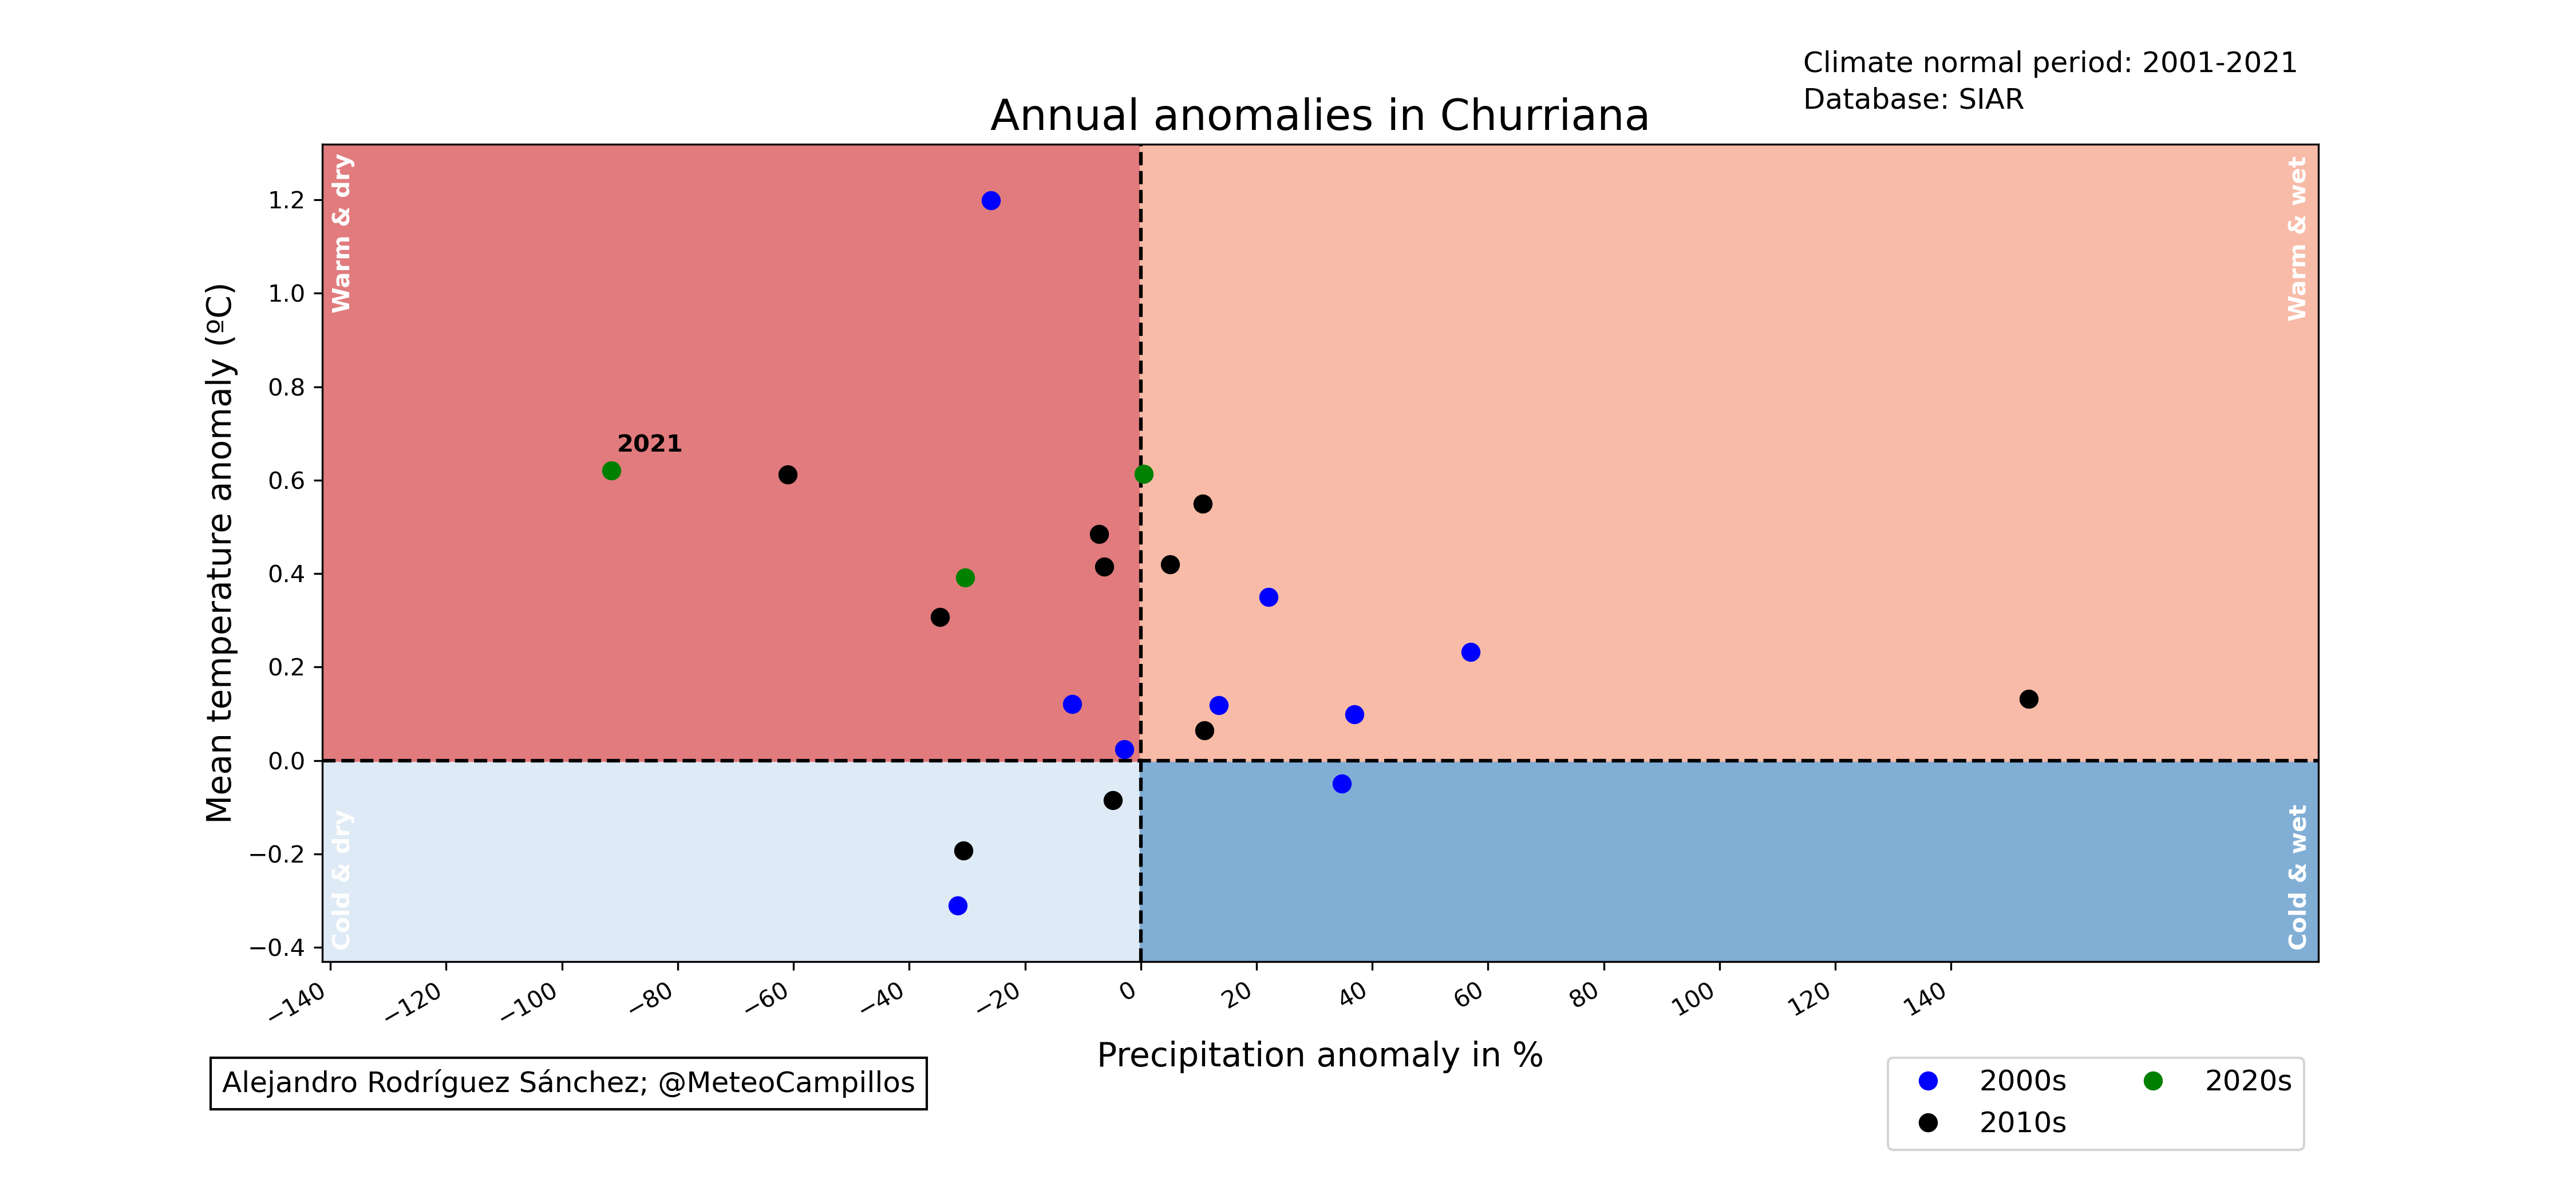 Climate normal period: 2001-2021
Database: SIAR
Annual anomalies in Churriana
Warm & dry
Warm & wet
Cold & dry
Cold & wet
2021
Mean temperature anomaly (ºC)
1.2
1.0
0.8
0.6
0.4
0.2
0.0
−0.2
−0.4
−140
−120
−100
−80
−60
−40
−20
0
20
40
60
80
100
120
140
Precipitation anomaly in %
Alejandro Rodríguez Sánchez; @MeteoCampillos
2000s
2010s
2020s